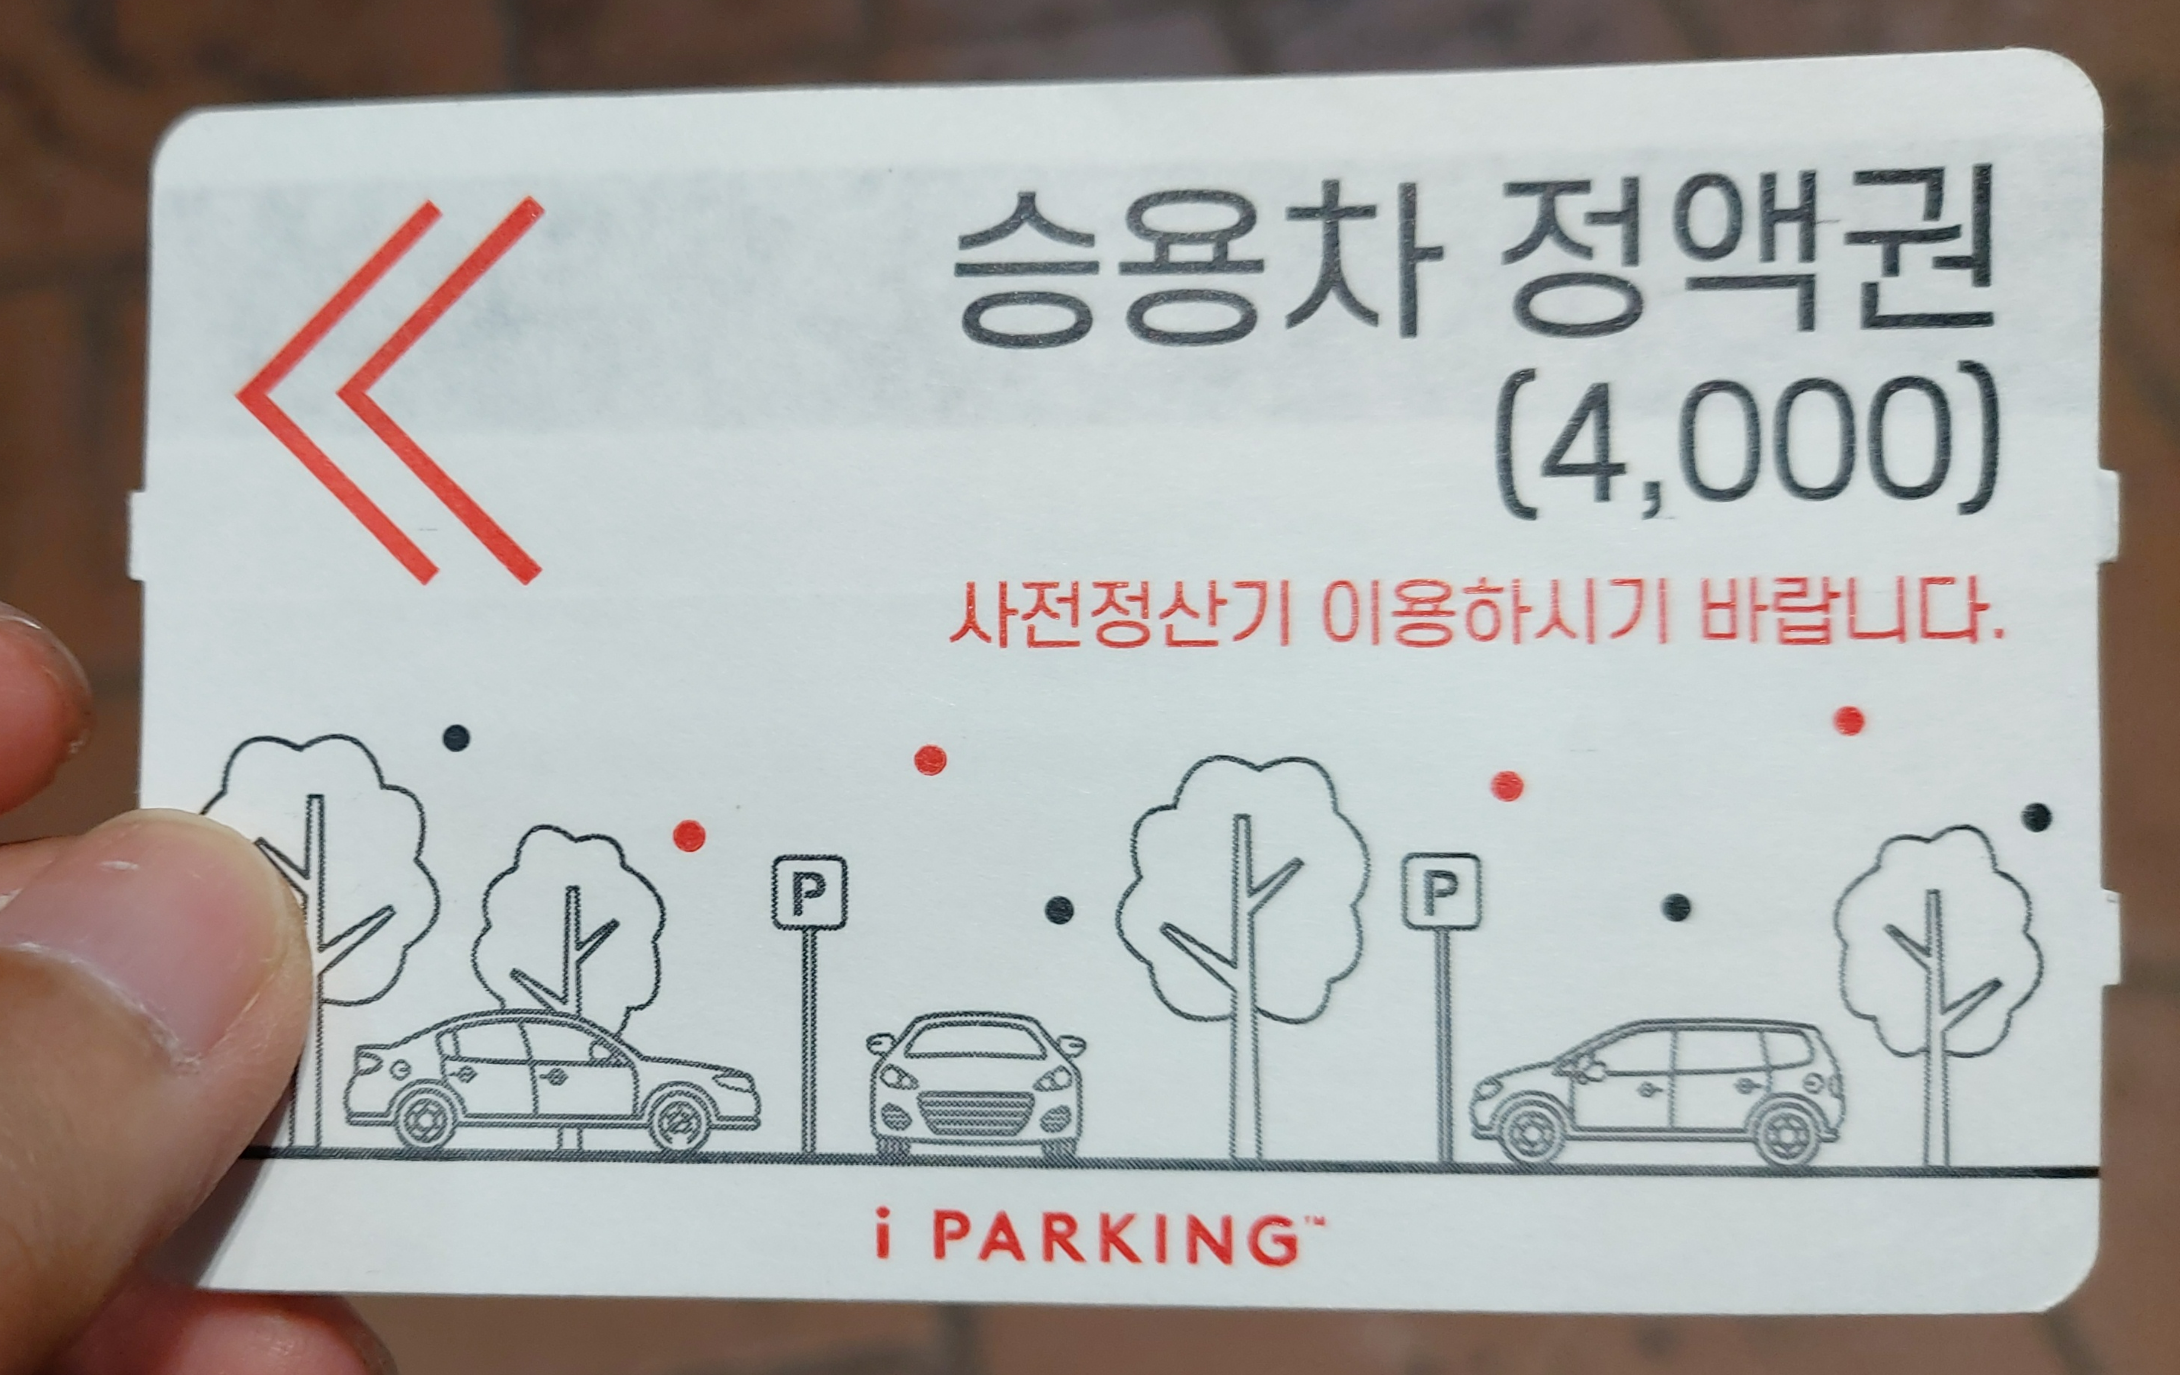 승용차 정액권
(4,000)
사전정산기 이용하시기 바랍니다.
P
P
i PARKING™